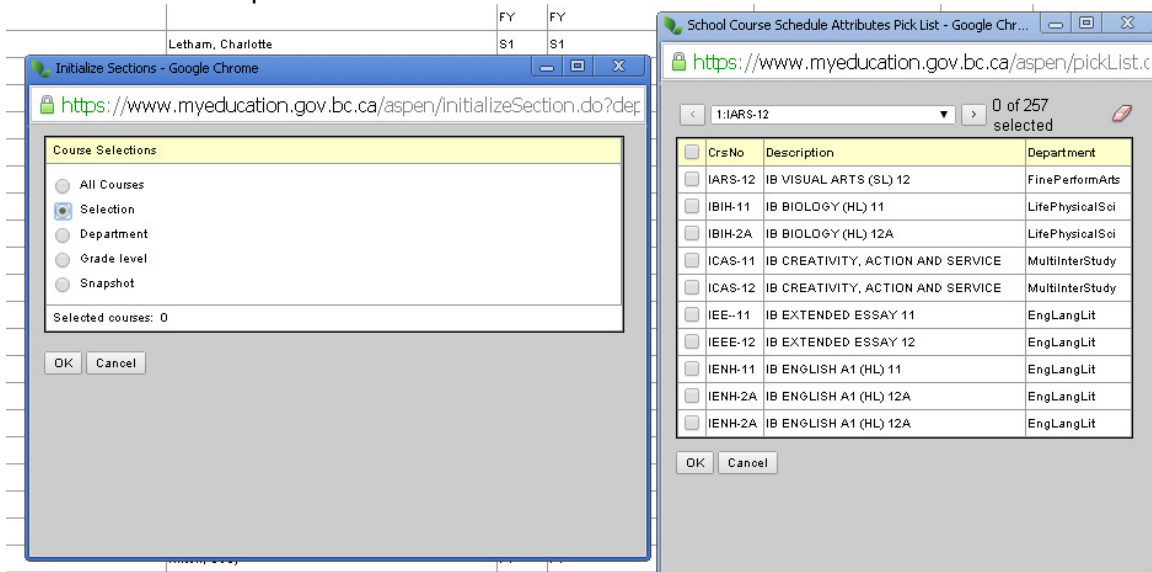 FY FY
Letham, Charlotte S1 S1
Initialize Sections - Google Chrome
https://www.myeducation.gov.bc.ca/aspen/initializeSection.do?dep
Course Selections
All Courses
Selection
Department
Grade level
Snapshot
Selected courses: 0
OK Cancel
School Course Schedule Attributes Pick List - Google Chr...
https://www.myeducation.gov.bc.ca/aspen/pickList.c
< 1:IARS-12 ▼ > 0 of 257
selected
CrsNo Description Department
IARS-12 IB VISUAL ARTS (SL) 12 FinePerformArts
IBIH-11 IB BIOLOGY (HL) 11 LifePhysicalSci
IBIH-2A IB BIOLOGY (HL) 12A LifePhysicalSci
ICAS-11 IB CREATIVITY, ACTION AND SERVICE MultiInterStudy
ICAS-12 IB CREATIVITY, ACTION AND SERVICE MultiInterStudy
IEE--11 IB EXTENDED ESSAY 11 EngLangLit
IEEE-12 IB EXTENDED ESSAY 12 EngLangLit
IENH-11 IB ENGLISH A1 (HL) 11 EngLangLit
IENH-2A IB ENGLISH A1 (HL) 12A EngLangLit
IENH-2A IB ENGLISH A1 (HL) 12A EngLangLit
OK Cancel